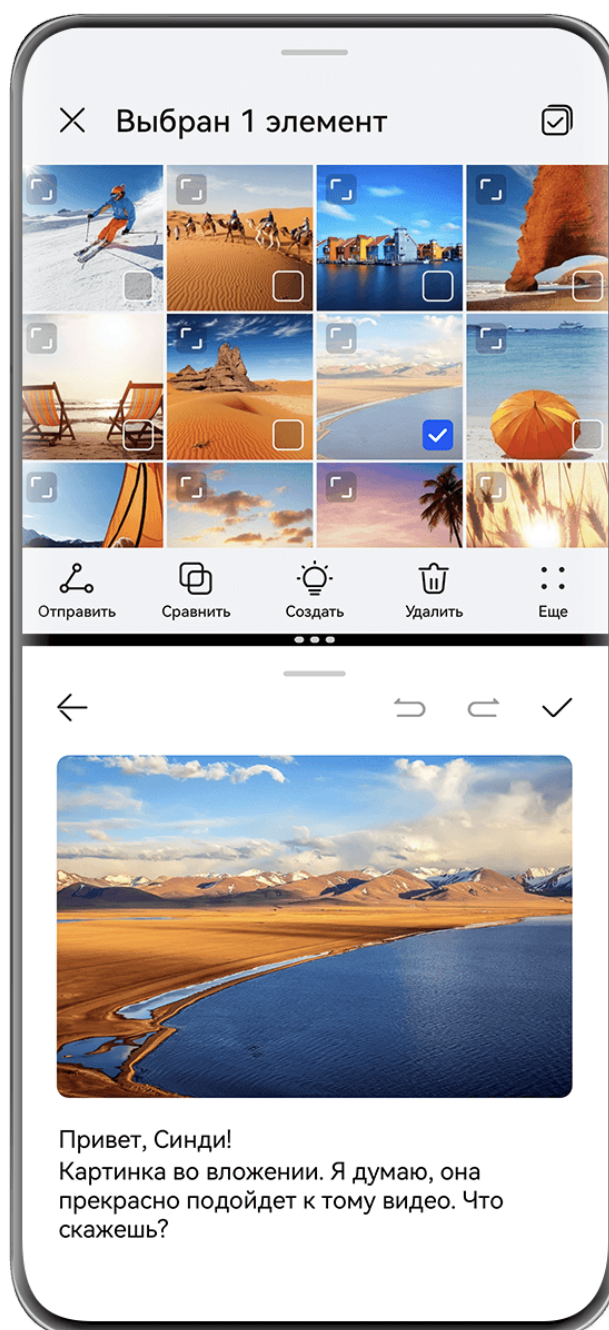 Выбран 1 элемент
Отправить
Сравнить
Создать
Удалить
Еще
Привет, Синди!
Картинка во вложении. Я думаю, она
прекрасно подойдет к тому видео. Что
скажешь?